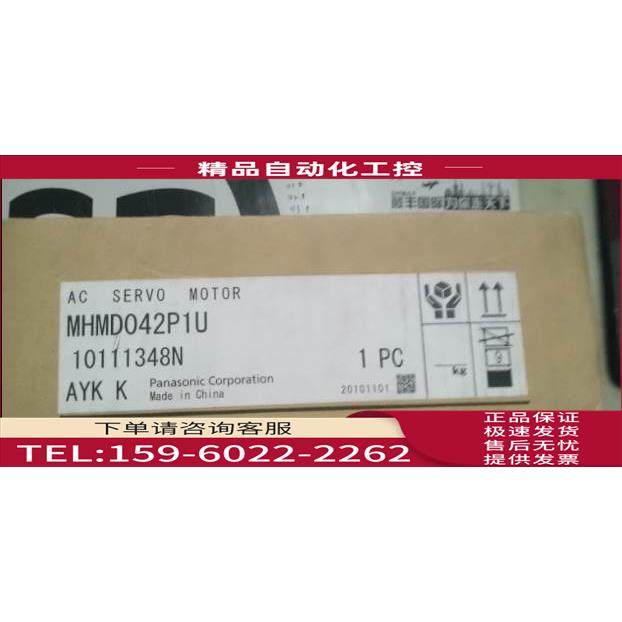 精品自动化工控
AC SERVO MOTOR
MHMD042P1U
10111348N
1 PC
AYK K
Panasonic Corporation
Made in China
20101101
kg
9
下单请咨询客服
TEL:159-6022-2262
正品保证
极速发货
售后无忧
提供发票